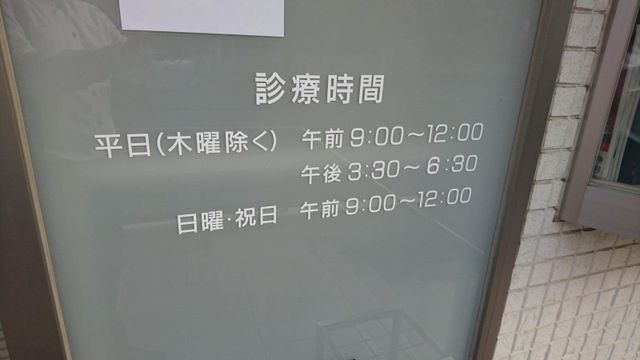 診療時間
平日(木曜除く) 午前 9:00〜12:00
午後 3:30〜6:30
日曜·祝日 午前 9:00〜12:00